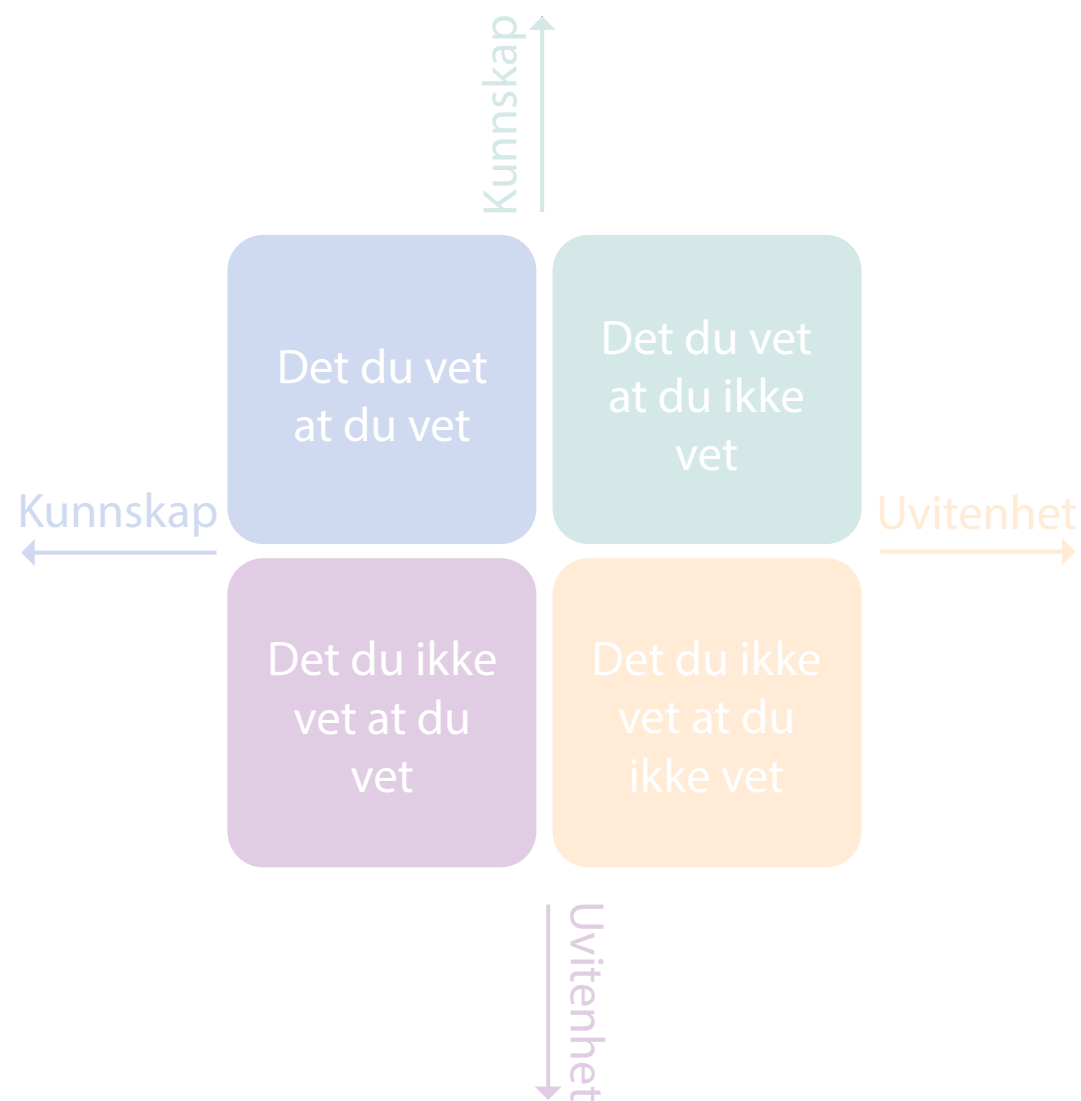 Kunnskap
Det du vet
at du vet
Det du vet
at du ikke
vet
Kunnskap
Uvitenhet
Det du ikke
vet at du
vet
Det du ikke
vet at du
ikke vet
Uvitenhet